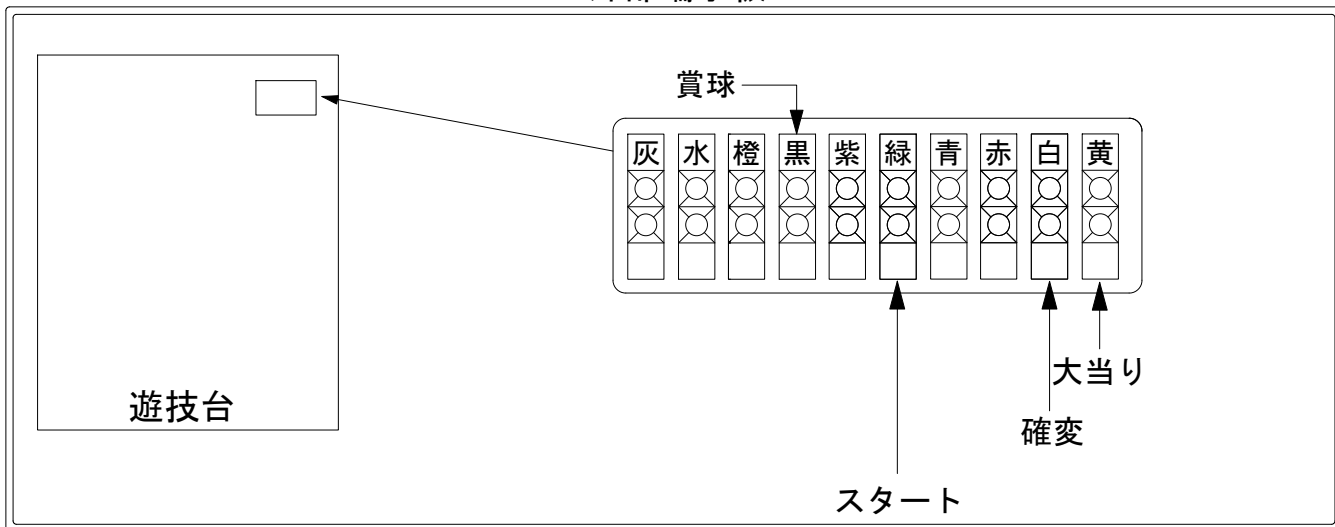 賞球
灰 水 橙 黒 紫 緑 青 赤 白 黄
大当り
遊技台
確変
スタート